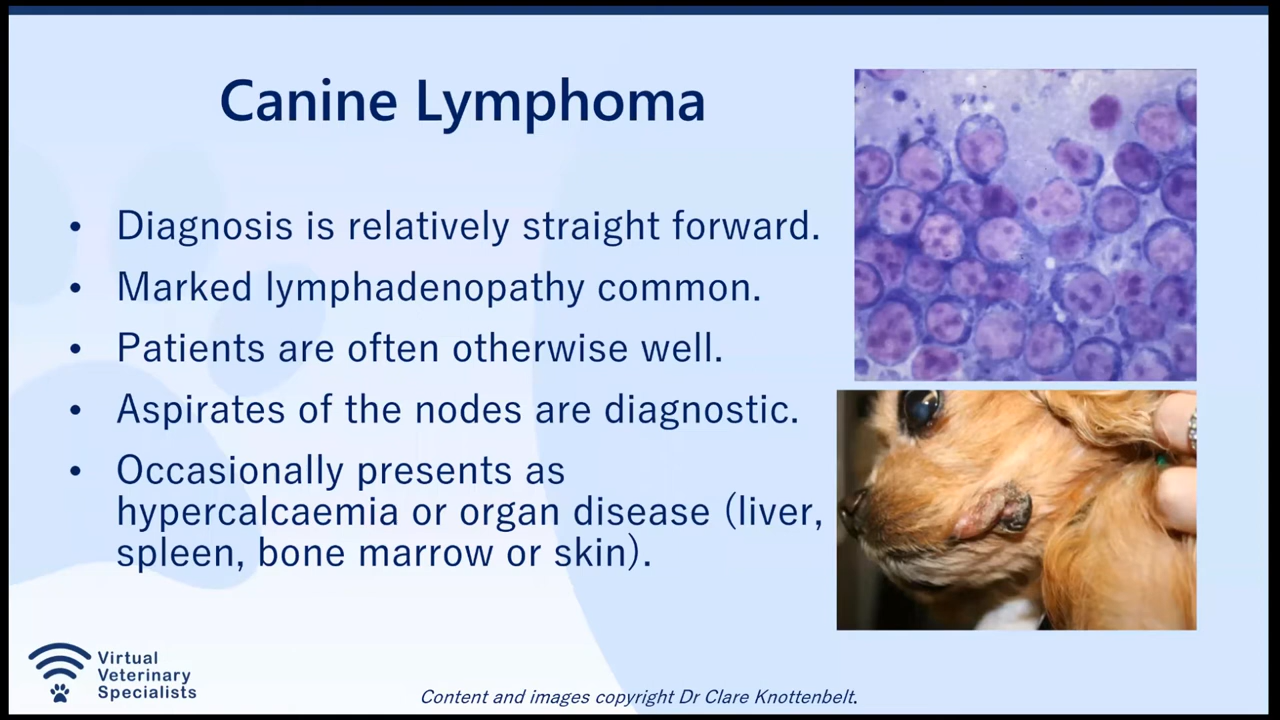 Canine Lymphoma
• Diagnosis is relatively straight forward.
• Marked lymphadenopathy common.
• Patients are often otherwise well.
• Aspirates of the nodes are diagnostic.
• Occasionally presents as
hypercalcaemia or organ disease (liver,
spleen, bone marrow or skin).
Virtual
Veterinary
Specialists
Content and images copyright Dr Clare Knottenbelt.